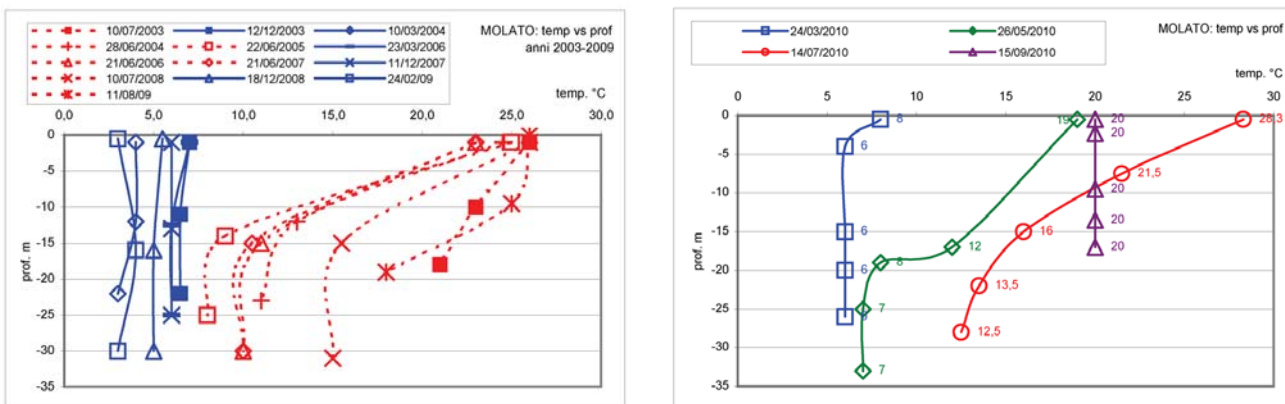 10/07/2003 12/12/2003 10/03/2004
28/06/2004 22/06/2005 23/03/2006
21/06/2006 21/06/2007 11/12/2007
10/07/2008 18/12/2008 24/02/09
11/08/09
MOLATO: temp vs prof
anni 2003-2009
temp. °C
0,0 5,0 10,0 15,0 20,0 25,0 30,0
0
-5
-10
-15
-20
-25
-30
-35
prof. m
24/03/2010 26/05/2010
14/07/2010 15/09/2010
MOLATO: temp vs prof
temp. °C
0 5 10 15 20 25 30
0
-5
-10
-15
-20
-25
-30
-35
prof. m
8 19 20 28,3
20
6
21,5
20
6 12 16 20
8 20
6
13,5
7
12,5
7